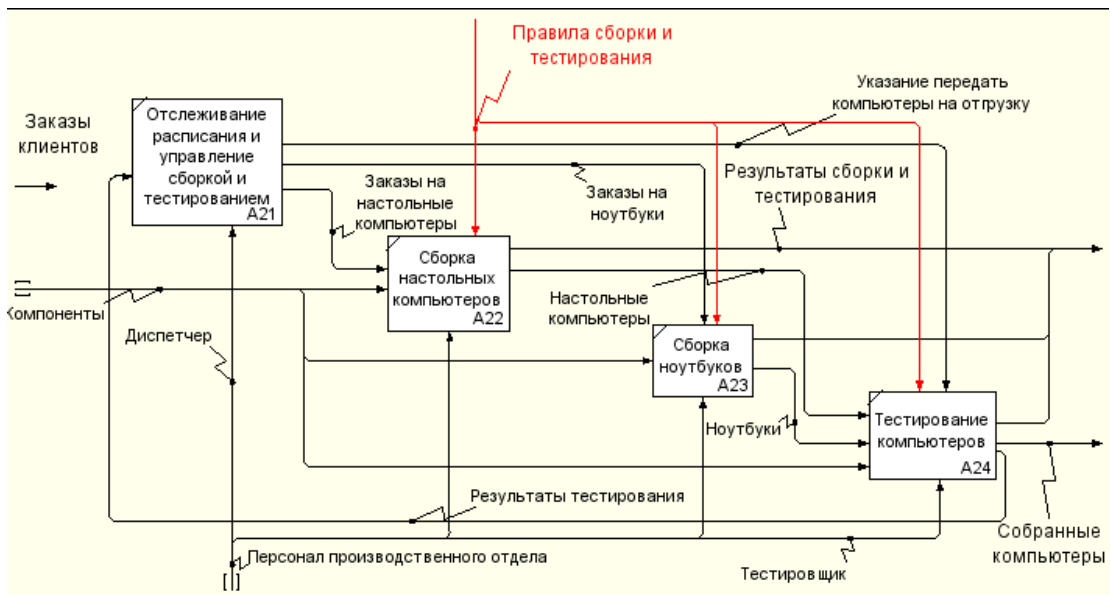 Правила сборки и
тестирования
Указание передать
компьютеры на отгрузку
Заказы
клиентов
Отслеживание
расписания и
управление
сборкой и
тестированием
A21
Заказы на
настольные
компьютеры
Заказы на
ноутбуки
Результаты сборки и
тестирования
Сборка
настольных
компьютеров
A22
Компоненты
Настольные
компьютеры
Диспетчер
Сборка
ноутбуков
A23
Ноутбуки
Тестирование
компьютеров
A24
Результаты тестирования
Собранные
компьютеры
Персонал производственного отдела
Тестировщик